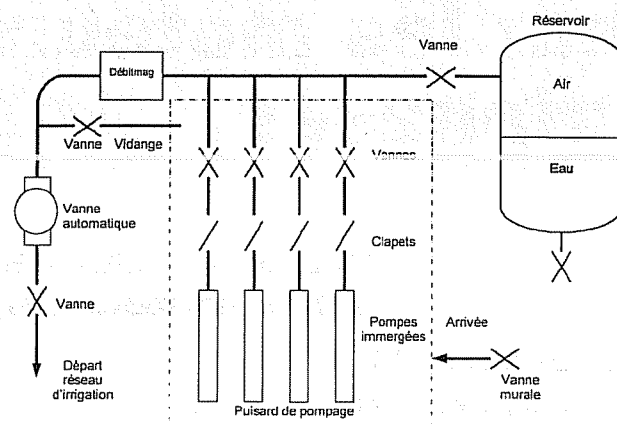 Réservoir
Vanne
Débitmag
Air
Vanne
Vidange
Vannes
Eau
Vanne
automatique
Clapets
Vanne
Pompes
immergées
Arrivée
Départ
réseau
d'irrigation
Vanne
murale
Puisard de pompage